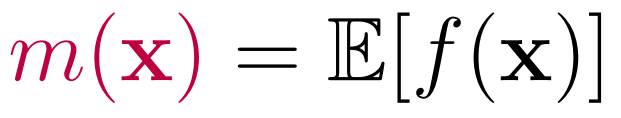 m(𝐱) = 𝔼[f(𝐱)]